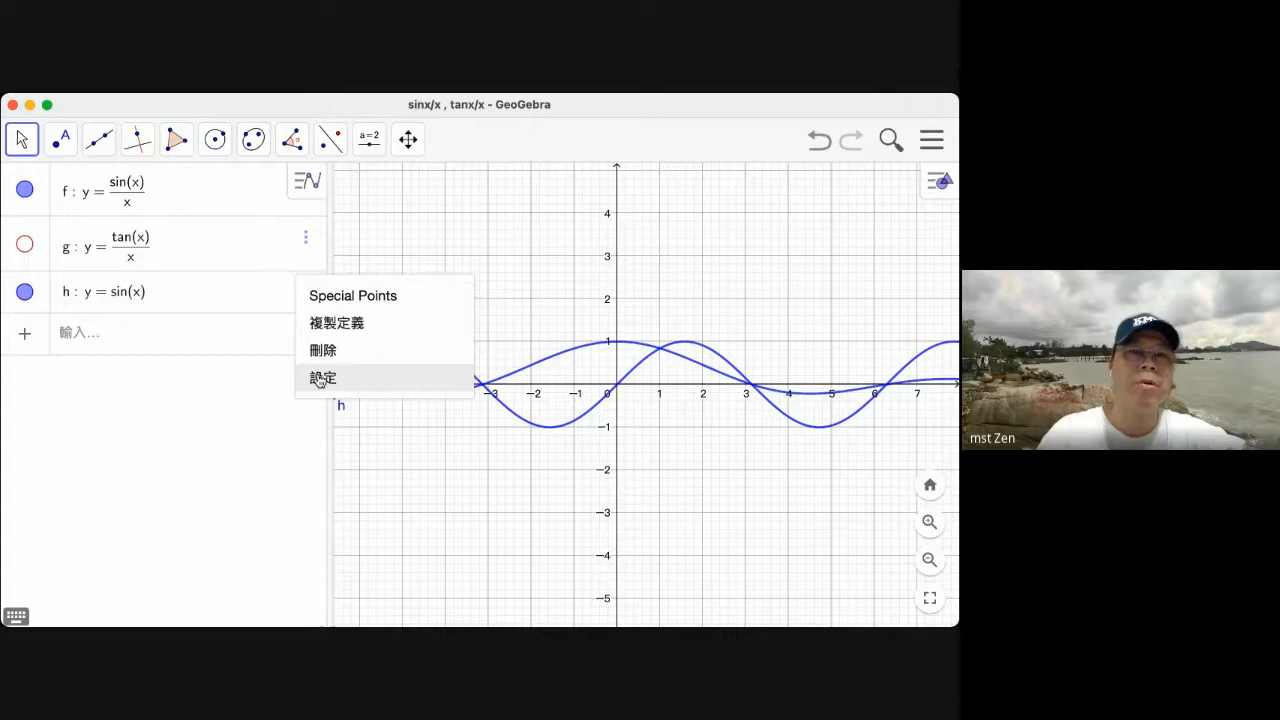 sinx/x , tanx/x - GeoGebra
A
a=2
f : y = sin(x)/x
g : y = tan(x)/x
h : y = sin(x)
輸入…
Special Points
複製定義
刪除
設定
h
4
3
2
1
0
−1
−2
−3
−4
−5
−3 −2 −1 1 2 3 4 5 6 7
mst Zen